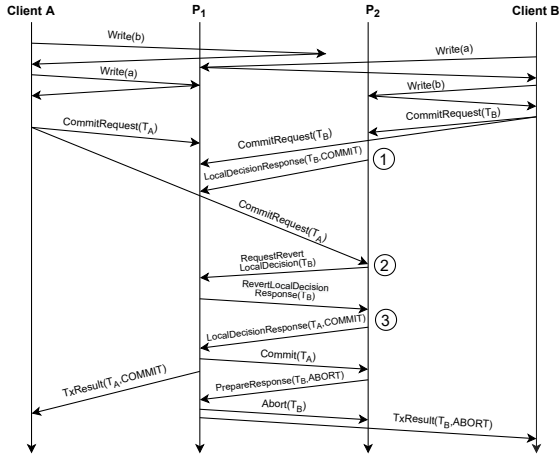 Client A
P1
P2
Client B
Write(b)
Write(a)
Write(a)
Write(b)
CommitRequest(TA)
CommitRequest(TB)
CommitRequest(TB)
LocalDecisionResponse(TB,COMMIT)
1
CommitRequest(TA)
RequestRevert
LocalDecision(TB)
2
RevertLocalDecision
Response(TB)
3
LocalDecisionResponse(TA,COMMIT)
Commit(TA)
TxResult(TA,COMMIT)
PrepareResponse(TB,ABORT)
Abort(TB)
TxResult(TB,ABORT)